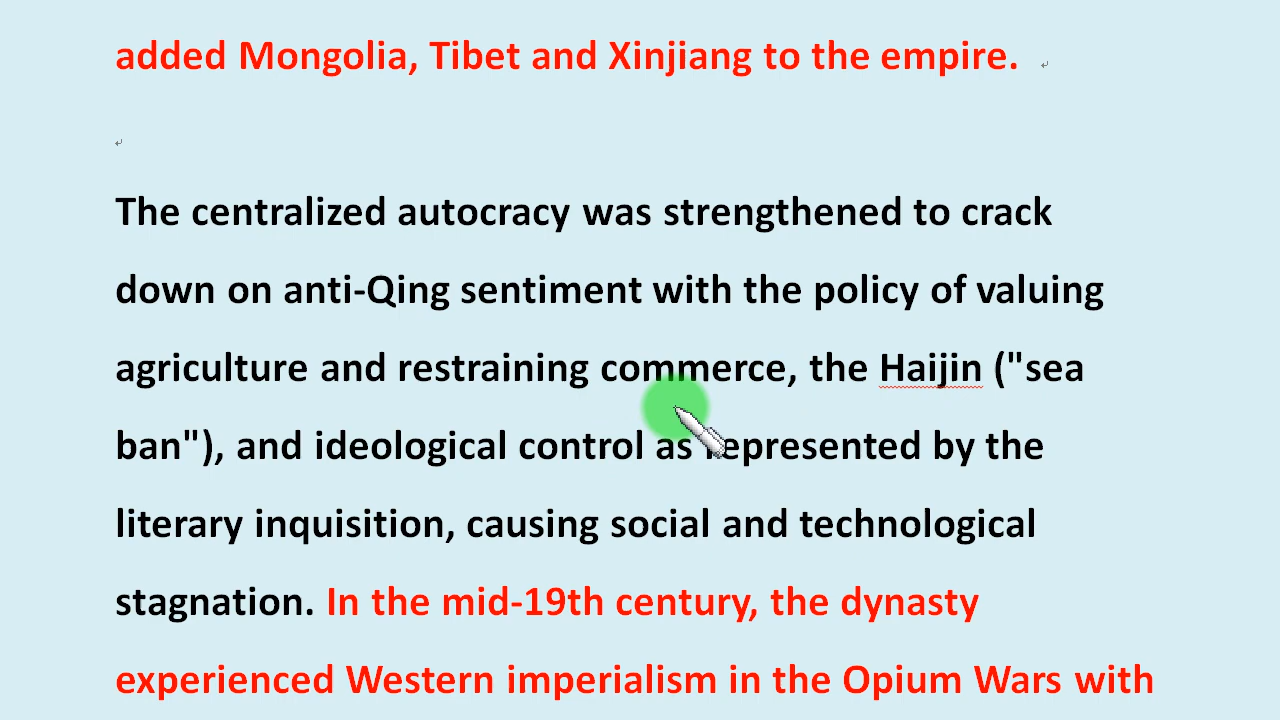 added Mongolia, Tibet and Xinjiang to the empire.
The centralized autocracy was strengthened to crack
down on anti-Qing sentiment with the policy of valuing
agriculture and restraining commerce, the Haijin ("sea
ban"), and ideological control as represented by the
literary inquisition, causing social and technological
stagnation. In the mid-19th century, the dynasty
experienced Western imperialism in the Opium Wars with